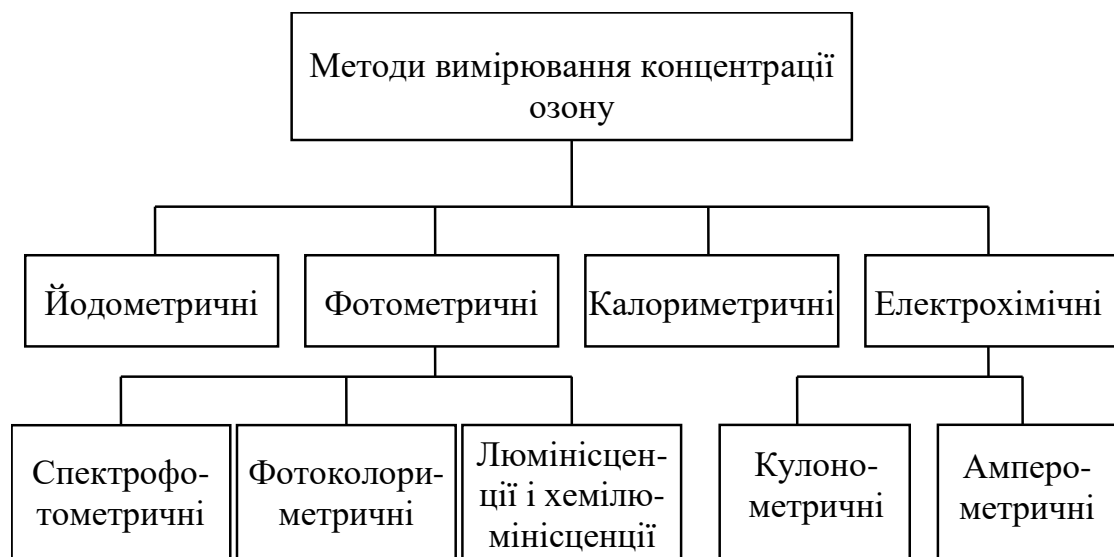 Методи вимірювання концентрації
озону
Йодометричні
Фотометричні
Калориметричні
Електрохімічні
Спектрофо-
тометричні
Фотоколори-
метричні
Люмінісцен-
ції і хемілю-
мінісценції
Кулоно-
метричні
Амперо-
метричні